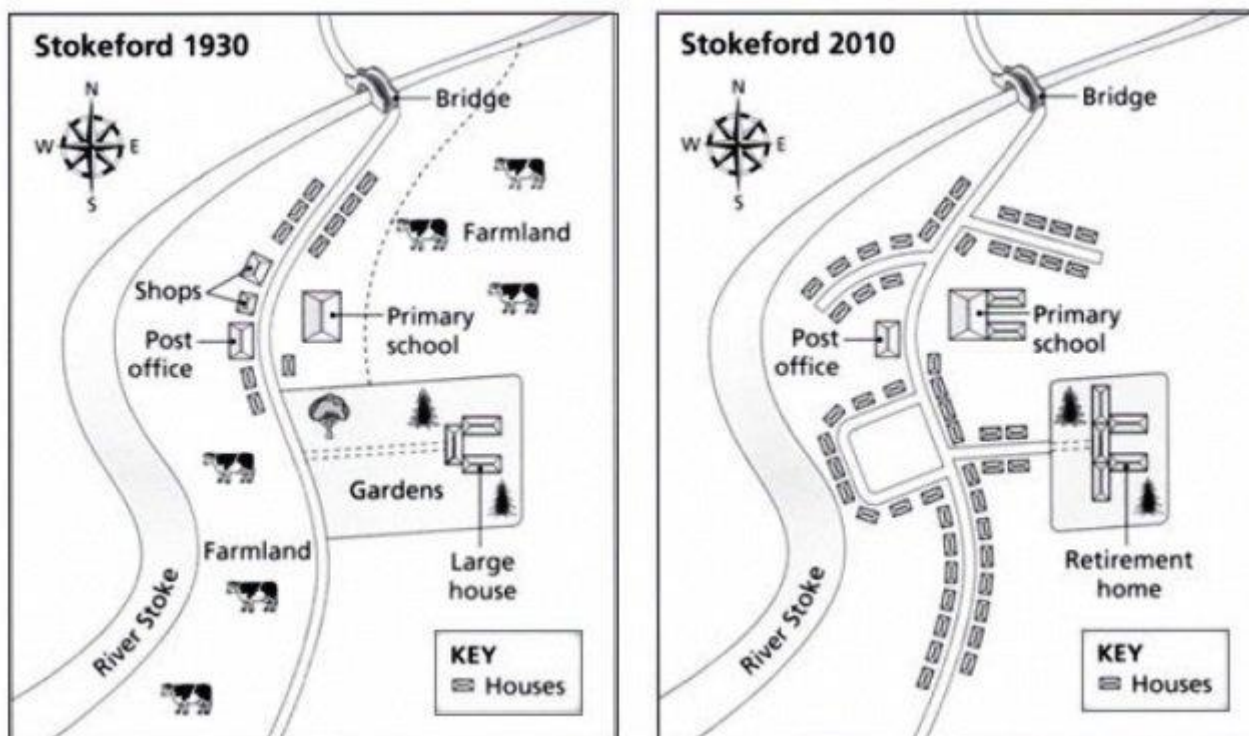 Stokeford 1930
N
W
E
S
Bridge
Farmland
Shops
Post
office
Primary
school
Gardens
Farmland
Large
house
River Stoke
KEY
Houses
Stokeford 2010
N
W
E
S
Bridge
Post
office
Primary
school
Retirement
home
River Stoke
KEY
Houses